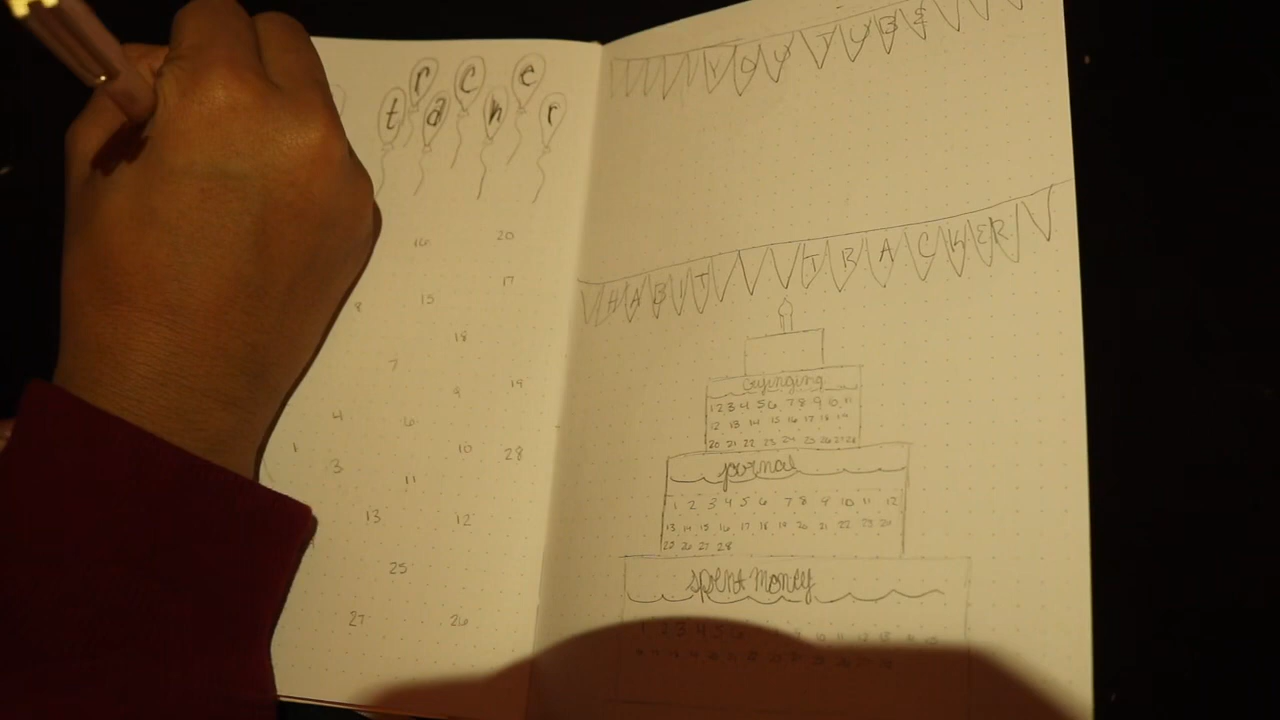 tracher
16 20
17
8 15
18
7
9 19
4 6
1 10 28
3
11
13 12
25
27 26
YOUTUBE
HABIT TRACKER
1 2 3 4 5 6 7 8 9 10 11
12 13 14 15 16 17 18 19
20 21 22 23 24 25 26 27 28
journal
1 2 3 4 5 6 7 8 9 10 11 12
13 14 15 16 17 18 19 20 21 22 23 24
25 26 27 28
spent money